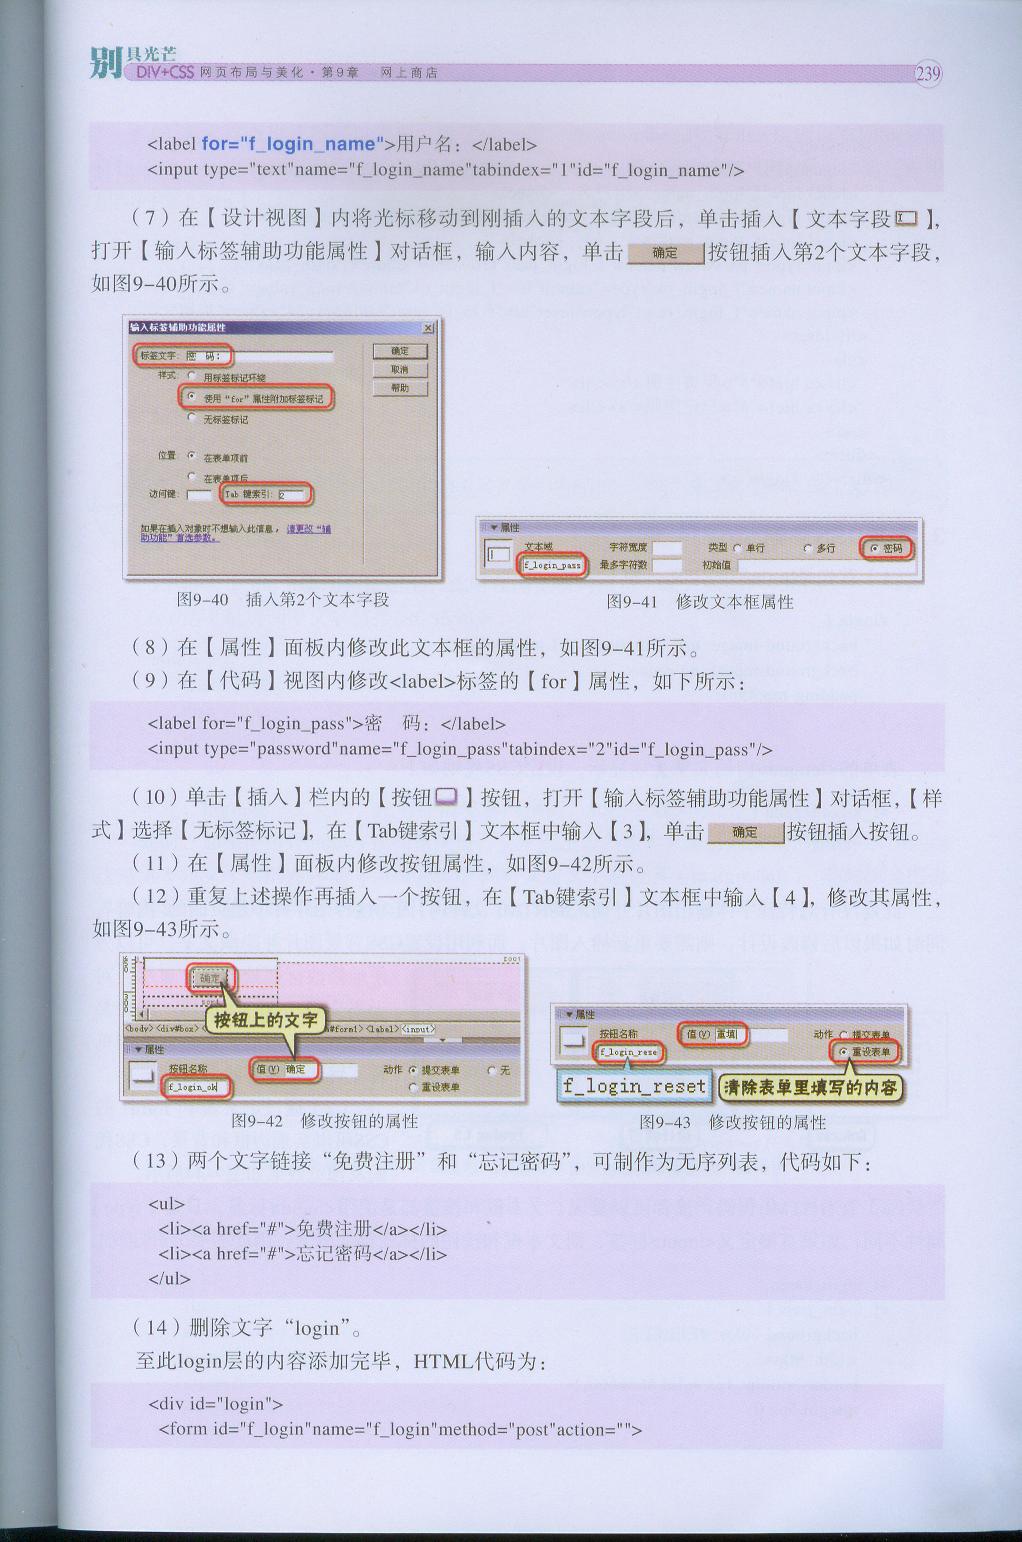 别具光芒
DIV+CSS 网页布局与美化·第9章 网上商店
239
<label for="f_login_name">用户名：</label>
<input type="text"name="f_login_name"tabindex="1"id="f_login_name"/>
（7）在【设计视图】内将光标移动到刚插入的文本字段后，单击插入【文本字段】，
打开【输入标签辅助功能属性】对话框，输入内容，单击 确定 按钮插入第2个文本字段，
如图9-40所示。
输入标签辅助功能属性
标签文字: 密 码:
确定
样式:
用标签标记环绕
取消
使用“for”属性附加标签标记
帮助
无标签标记
位置:
在表单项前
在表单项后
访问键:
Tab 键索引: 2
如果在插入对象时不想输入此信息，请更改“辅
助功能”首选参数。
属性
文本域
字符宽度
类型
单行
多行
密码
f_login_pass
最多字符数
初始值
图9-40 插入第2个文本字段
图9-41 修改文本框属性
（8）在【属性】面板内修改此文本框的属性，如图9-41所示。
（9）在【代码】视图内修改<label>标签的【for】属性，如下所示：
<label for="f_login_pass">密 码：</label>
<input type="password"name="f_login_pass"tabindex="2"id="f_login_pass"/>
（10）单击【插入】栏内的【按钮】按钮，打开【输入标签辅助功能属性】对话框，【样
式】选择【无标签标记】，在【Tab键索引】文本框中输入【3】，单击 确定 按钮插入按钮。
（11）在【属性】面板内修改按钮属性，如图9-42所示。
（12）重复上述操作再插入一个按钮，在【Tab键索引】文本框中输入【4】，修改其属性，
如图9-43所示。
确定
按钮上的文字
<body> <div#box>
#form1> <label> <input>
属性
按钮名称
值(V) 确定
动作
提交表单
无
f_login_ok
重设表单
属性
按钮名称
值(V) 重填
动作
提交表单
f_login_rese
重设表单
f_login_reset
清除表单里填写的内容
图9-42 修改按钮的属性
图9-43 修改按钮的属性
（13）两个文字链接“免费注册”和“忘记密码”，可制作为无序列表，代码如下：
<ul>
<li><a href="#">免费注册</a></li>
<li><a href="#">忘记密码</a></li>
</ul>
（14）删除文字“login”。
至此login层的内容添加完毕，HTML代码为：
<div id="login">
<form id="f_login"name="f_login"method="post"action="">